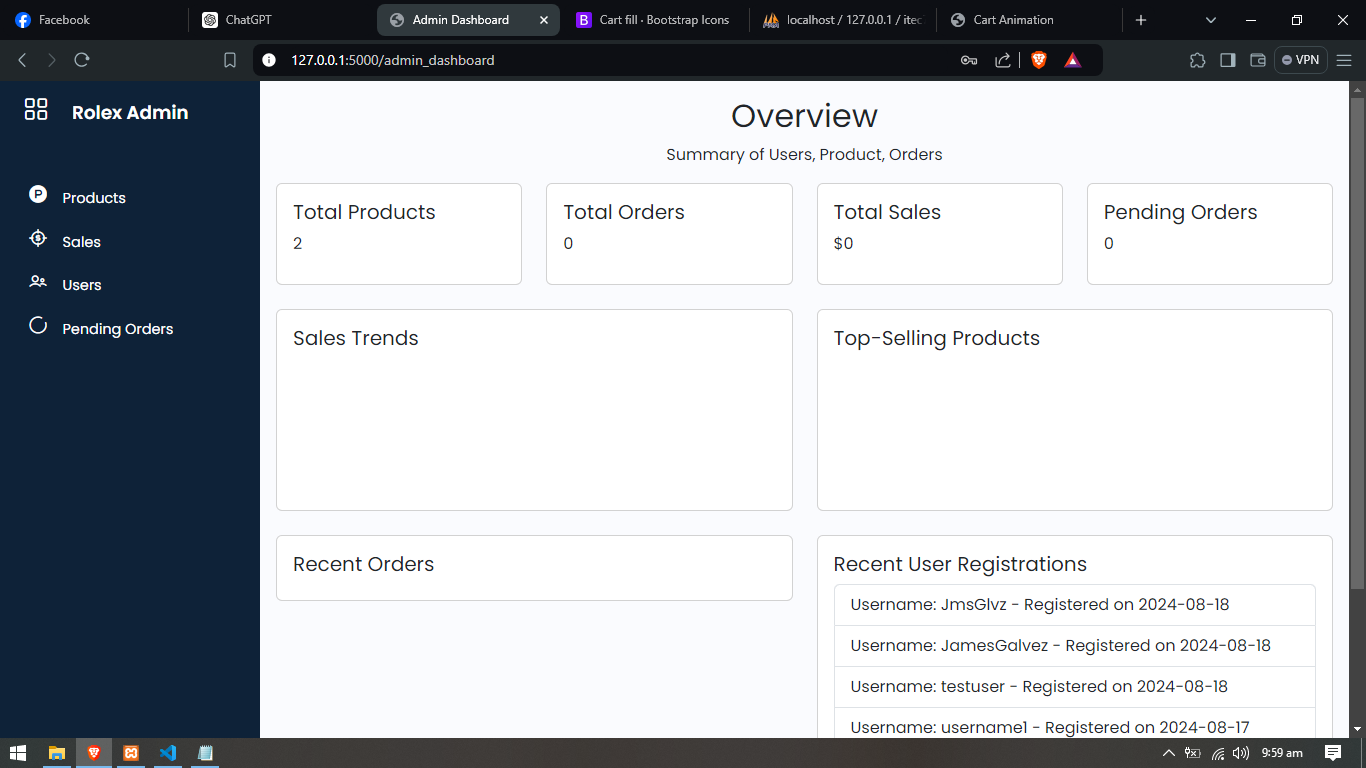 Facebook
ChatGPT
Admin Dashboard
Cart fill · Bootstrap Icons
localhost / 127.0.0.1 / itec
Cart Animation
127.0.0.1:5000/admin_dashboard
VPN
Rolex Admin
Products
Sales
Users
Pending Orders
Overview
Summary of Users, Product, Orders
Total Products
2
Total Orders
0
Total Sales
$0
Pending Orders
0
Sales Trends
Top-Selling Products
Recent Orders
Recent User Registrations
Username: JmsGlvz - Registered on 2024-08-18
Username: JamesGalvez - Registered on 2024-08-18
Username: testuser - Registered on 2024-08-18
Username: username1 - Registered on 2024-08-17
9:59 am